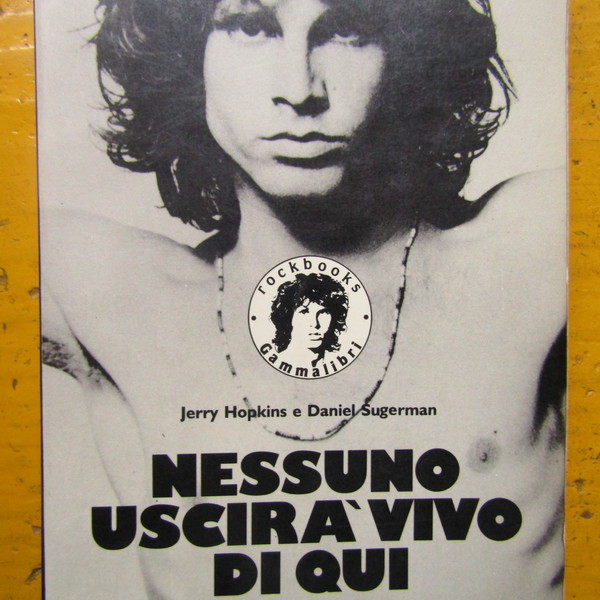 rockbooks
Gammalibri
Jerry Hopkins e Daniel Sugerman
NESSUNO
USCIRA` VIVO
DI QUI